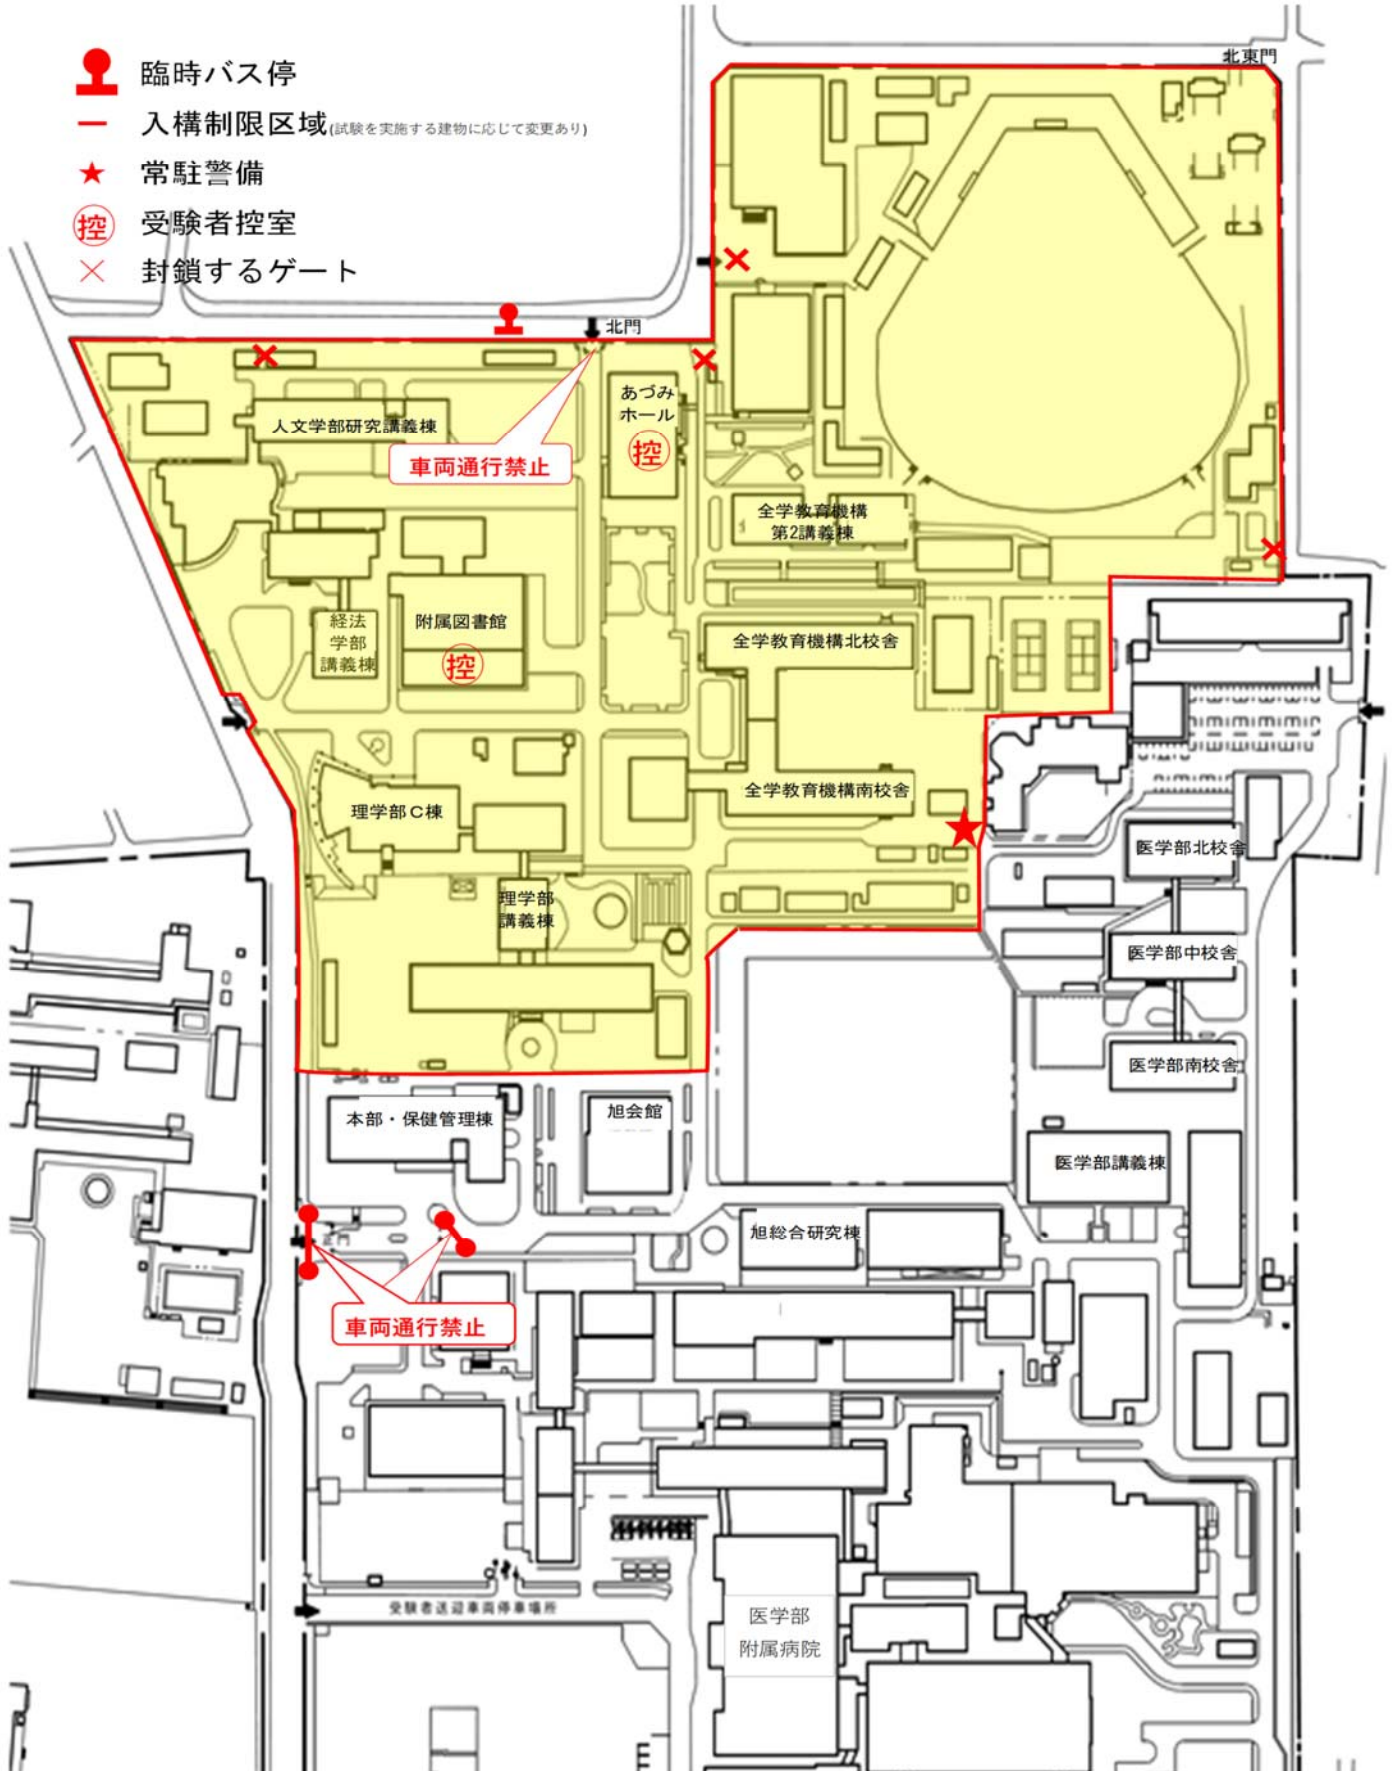 臨時バス停
入構制限区域(試験を実施する建物に応じて変更あり)
常駐警備
控 受験者控室
封鎖するゲート
北東門
北門
あづみ
ホール
控
人文学部研究講義棟
車両通行禁止
全学教育機構
第2講義棟
経法
学部
講義棟
附属図書館
控
全学教育機構北校舎
全学教育機構南校舎
理学部C棟
理学部
講義棟
医学部北校舎
医学部中校舎
医学部南校舎
本部・保健管理棟
旭会館
医学部講義棟
旭総合研究棟
正門
車両通行禁止
受験者送迎車両停車場所
医学部
附属病院